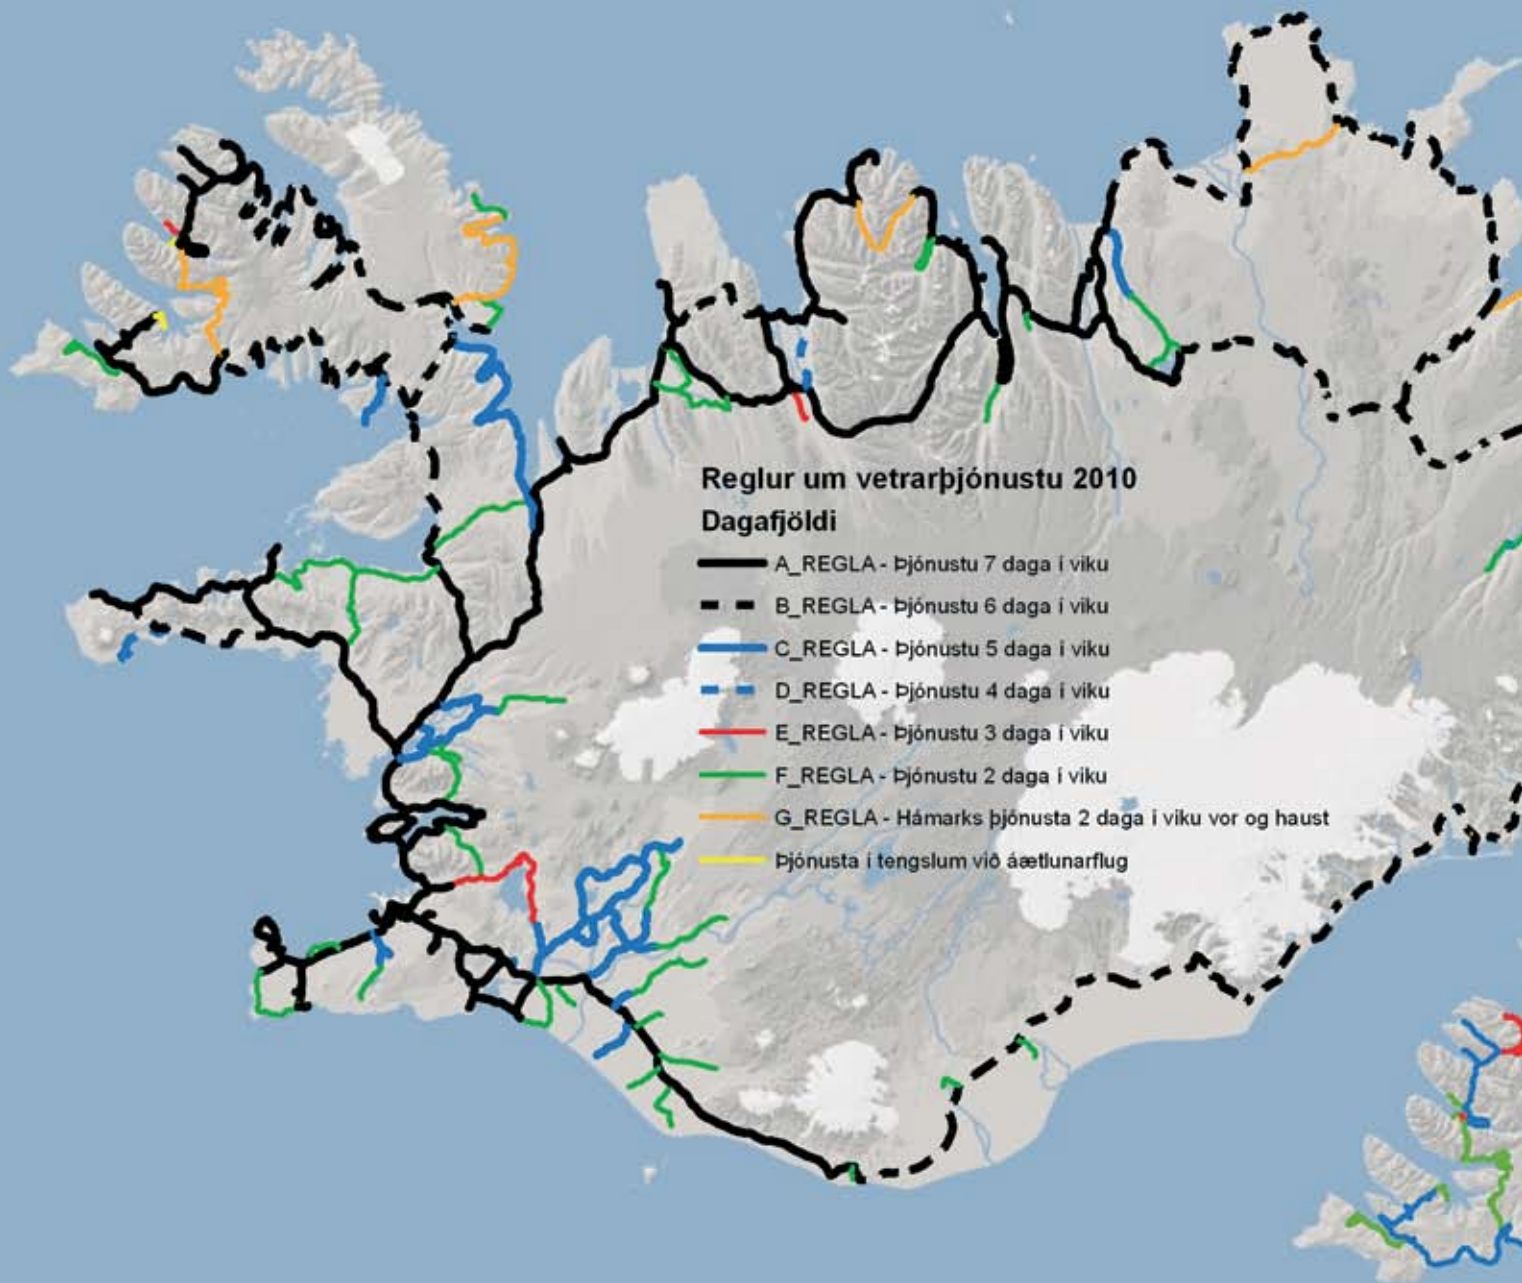 Reglur um vetrarþjónustu 2010
Dagafjöldi
A_REGLA - Þjónustu 7 daga í viku
B_REGLA - Þjónustu 6 daga í viku
C_REGLA - Þjónustu 5 daga í viku
D_REGLA - Þjónustu 4 daga í viku
E_REGLA - Þjónustu 3 daga í viku
F_REGLA - Þjónustu 2 daga í viku
G_REGLA - Hámarks þjónusta 2 daga í viku vor og haust
Þjónusta í tengslum við áætlunarflug